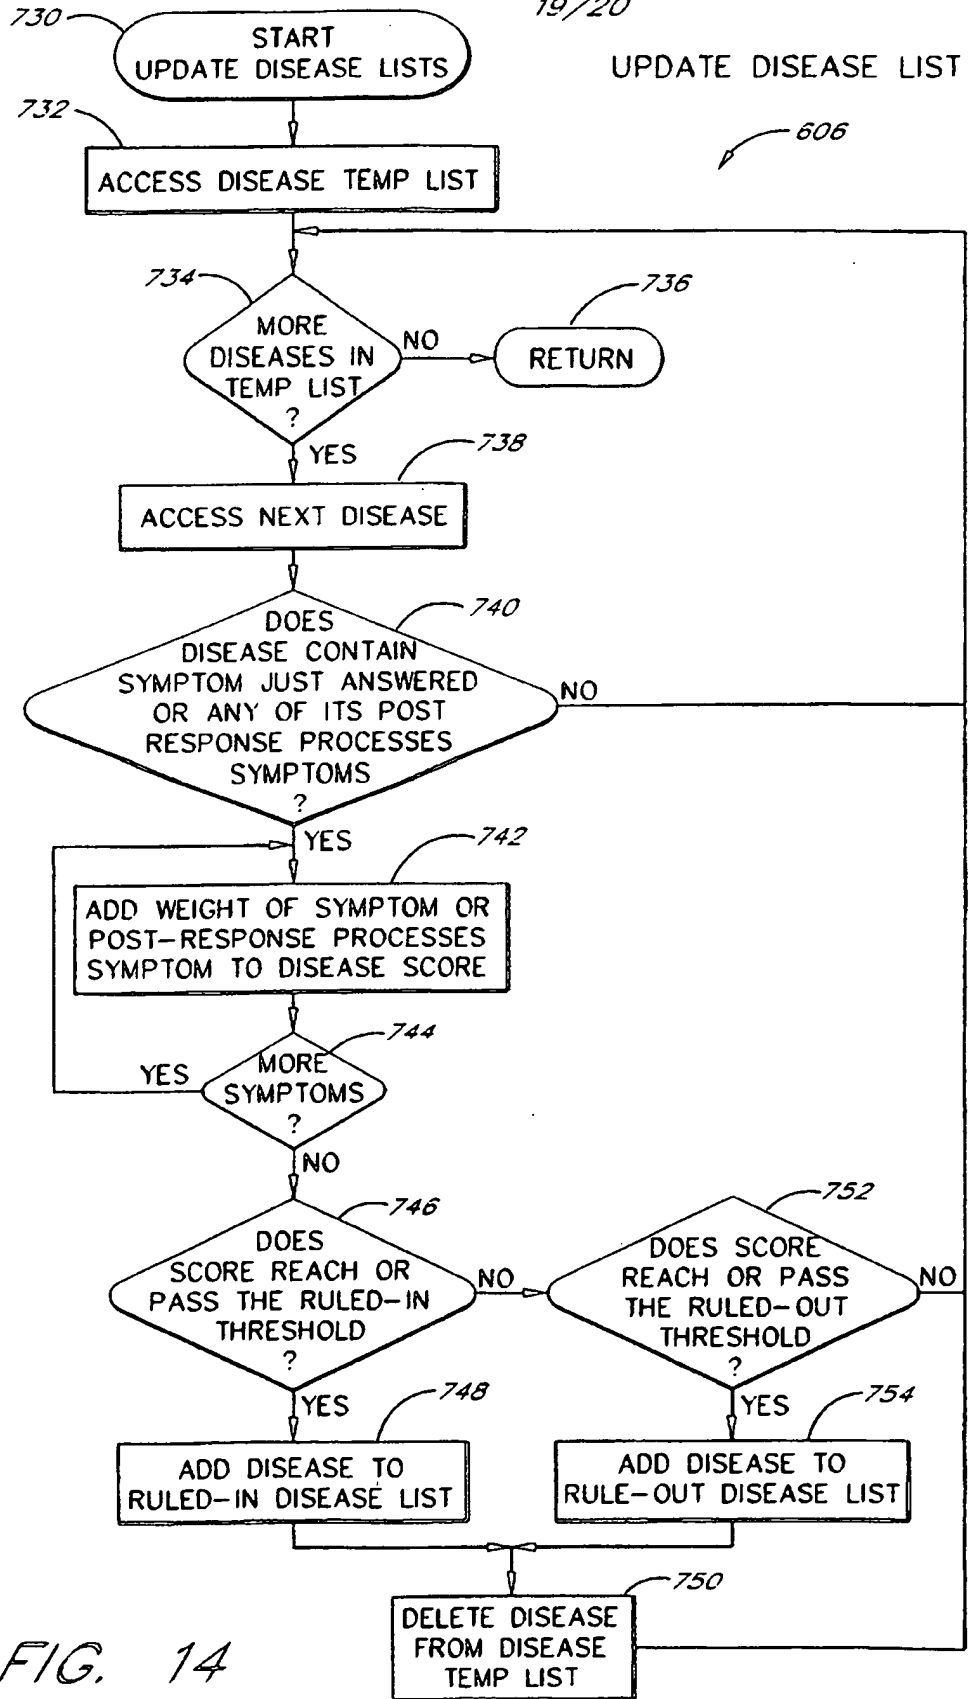 19/20
730
START
UPDATE DISEASE LISTS
UPDATE DISEASE LIST
606
732
ACCESS DISEASE TEMP LIST
734
MORE
DISEASES IN
TEMP LIST
?
NO
736
RETURN
YES
738
ACCESS NEXT DISEASE
740
DOES
DISEASE CONTAIN
SYMPTOM JUST ANSWERED
OR ANY OF ITS POST
RESPONSE PROCESSES
SYMPTOMS
?
NO
YES
742
ADD WEIGHT OF SYMPTOM OR
POST-RESPONSE PROCESSES
SYMPTOM TO DISEASE SCORE
744
MORE
SYMPTOMS
?
YES
NO
746
DOES
SCORE REACH OR
PASS THE RULED-IN
THRESHOLD
?
NO
752
DOES SCORE
REACH OR PASS
THE RULED-OUT
THRESHOLD
?
NO
YES
748
ADD DISEASE TO
RULED-IN DISEASE LIST
YES
754
ADD DISEASE TO
RULE-OUT DISEASE LIST
750
DELETE DISEASE
FROM DISEASE
TEMP LIST
FIG. 14